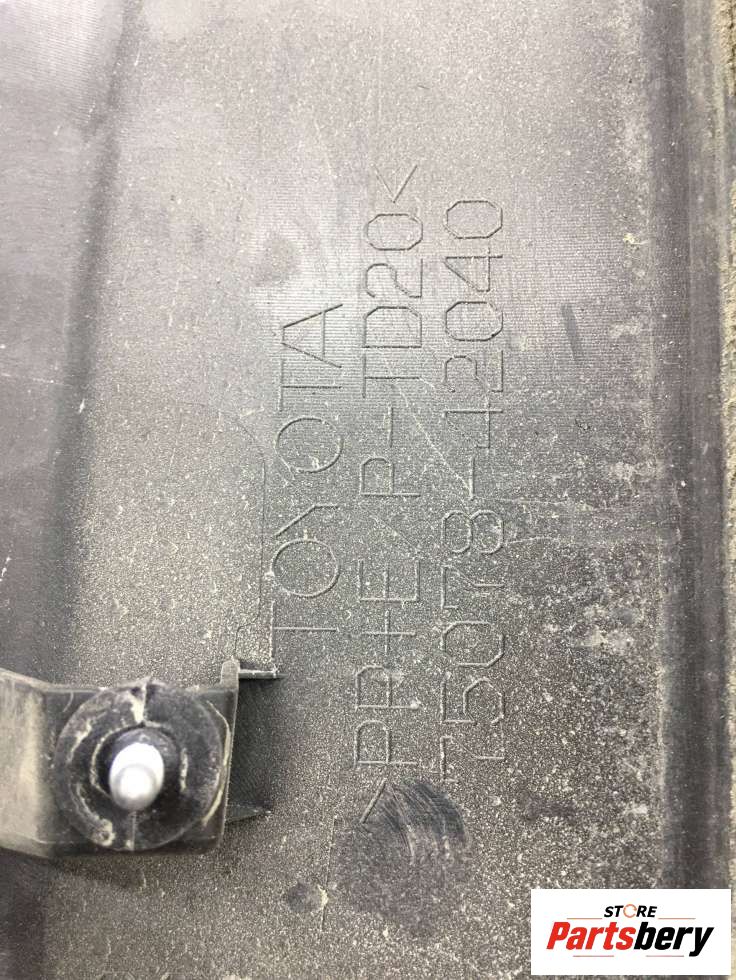 TOYOTA
>PP+E/P-TD20<
75078-42040
STORE
Partsbery